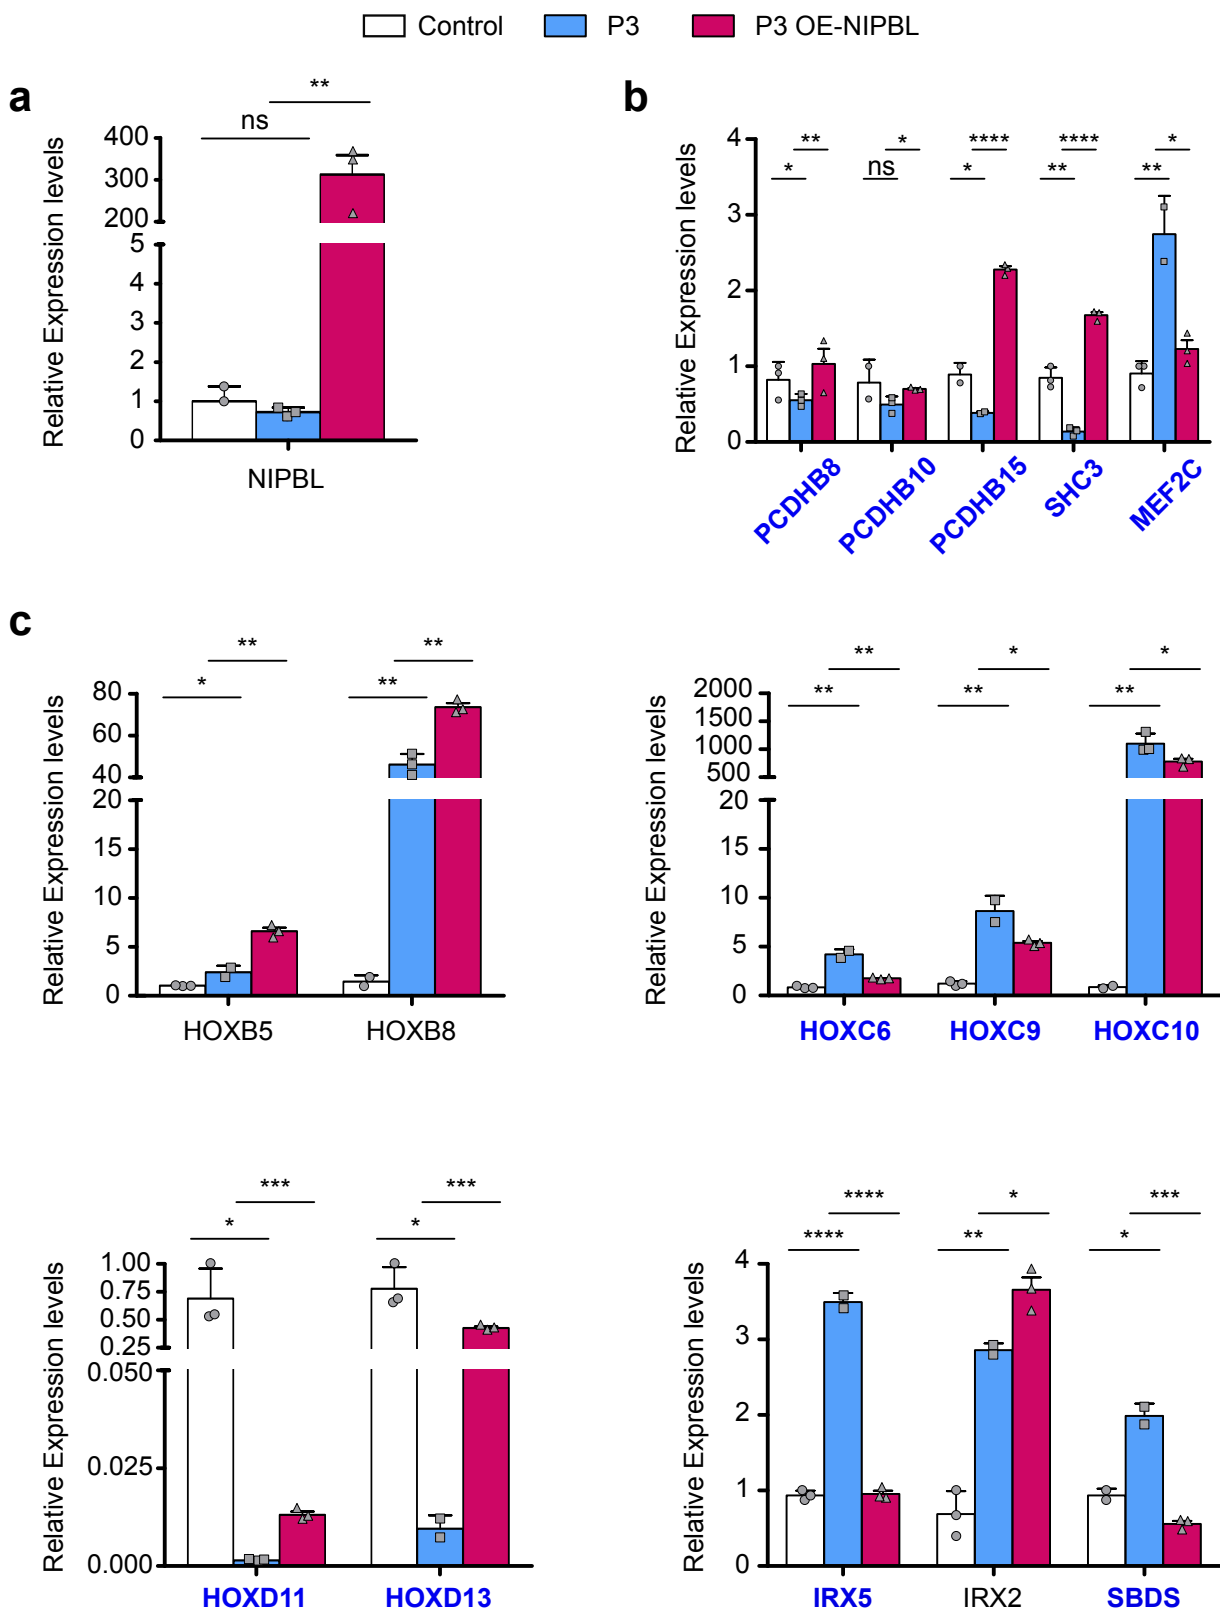 Control P3 P3 OE-NIPBL
a
Relative Expression levels
400
300
200
5
4
3
2
1
0
ns
**
NIPBL
b
Relative Expression levels
4
3
2
1
0
** * **** **** *
* ns * ** **
PCDHB8 PCDHB10 PCDHB15 SHC3 MEF2C
c
Relative Expression levels
80
60
40
20
15
10
5
0
** **
* **
HOXB5 HOXB8
Relative Expression levels
2000
1500
1000
500
20
15
10
5
0
** * *
** ** **
HOXC6 HOXC9 HOXC10
Relative Expression levels
1.00
0.75
0.50
0.25
0.050
0.025
0.000
*** ***
* *
HOXD11 HOXD13
Relative Expression levels
4
3
2
1
0
**** * ***
**** ** *
IRX5 IRX2 SBDS